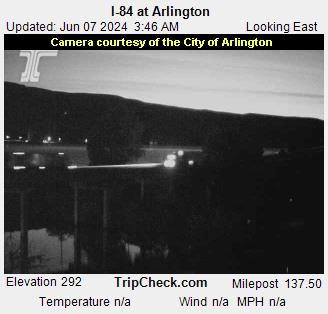 I-84 at Arlington
Updated: Jun 07 2024 3:46 AM Looking East
Camera courtesy of the City of Arlington
Elevation 292 TripCheck.com Milepost 137.50
Temperature n/a Wind n/a MPH n/a